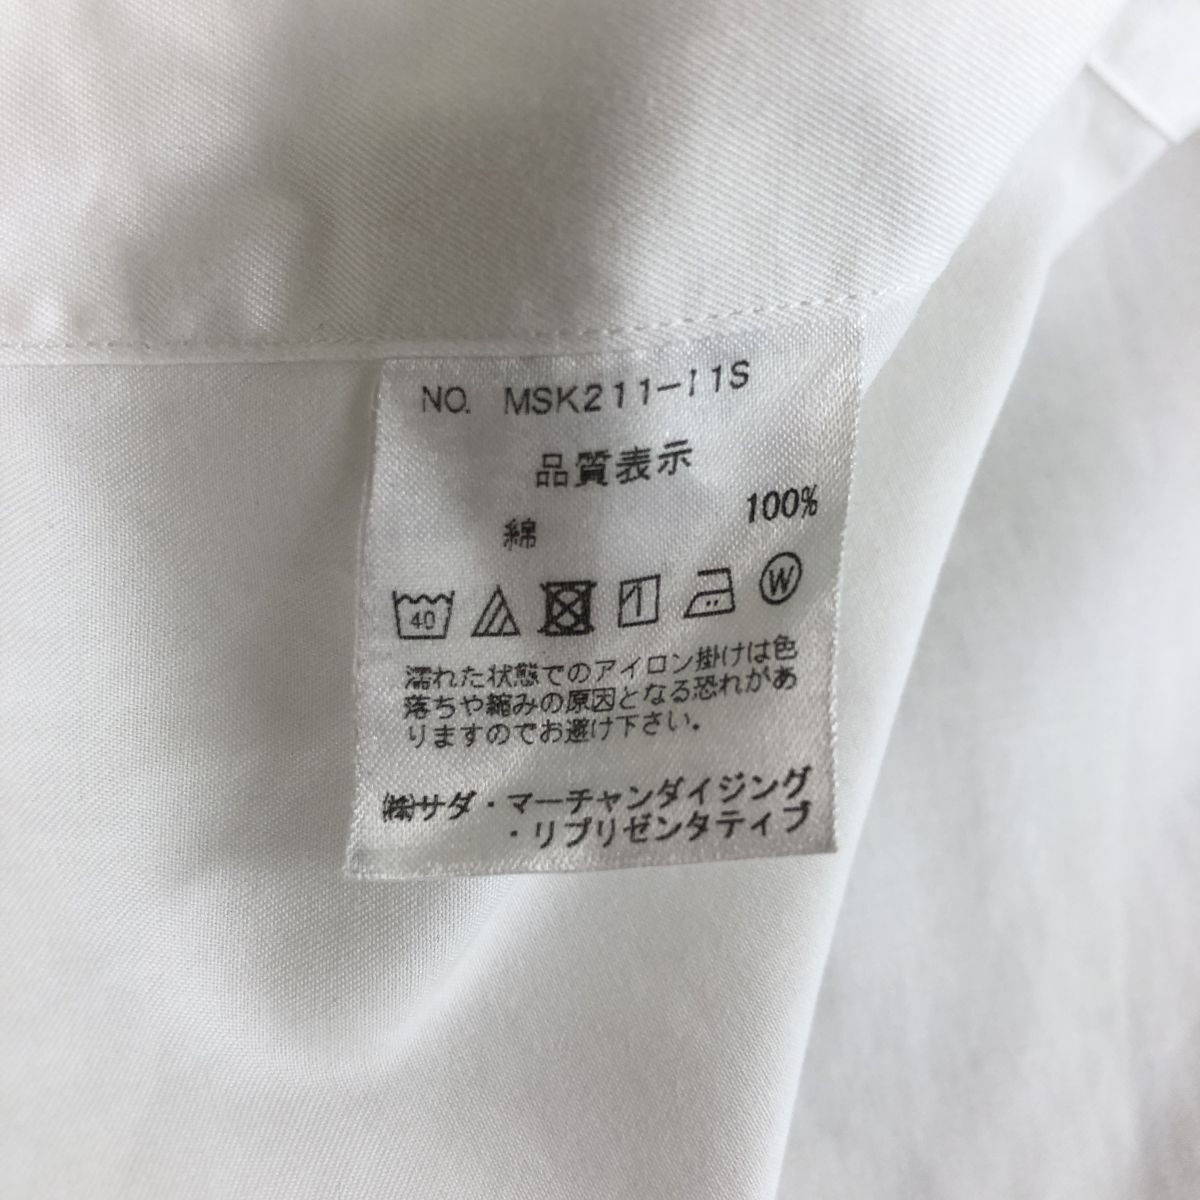 NO. MSK211-11S
品質表示
綿 100%
40 W
濡れた状態でのアイロン掛けは色
落ちや縮みの原因となる恐れがあ
りますのでお避け下さい。
㈱サダ・マーチャンダイジング
・リプリゼンタティブ